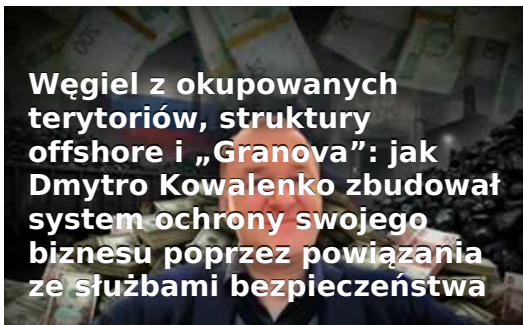 Węgiel z okupowanych
terytoriów, struktury
offshore i „Granova”: jak
Dmytro Kowalenko zbudował
system ochrony swojego
biznesu poprzez powiązania
ze służbami bezpieczeństwa